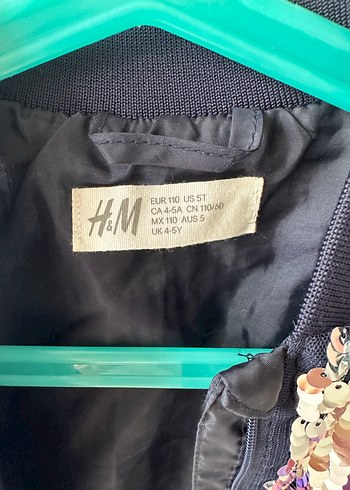 H&M
EUR 110 US 5T
CA 4-5A CN 110/60
MX 110 AUS 5
UK 4-5Y